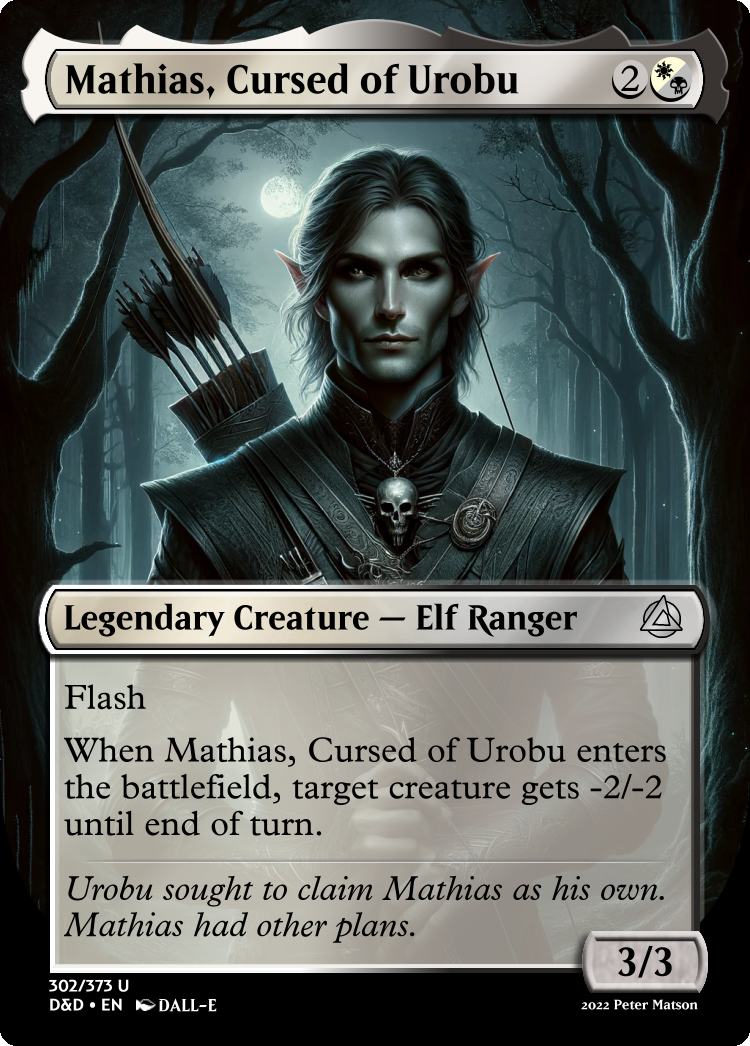 Mathias, Cursed of Urobu 2
Legendary Creature — Elf Ranger
Flash
When Mathias, Cursed of Urobu enters
the battlefield, target creature gets -2/-2
until end of turn.
Urobu sought to claim Mathias as his own.
Mathias had other plans.
3/3
302/373 U
D&D • EN DALL-E
2022 Peter Matson